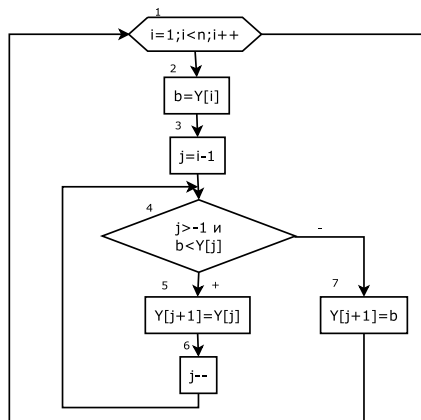 1
i=1;i<n;i++
2
b=Y[i]
3
j=i-1
4
j>-1 и
b<Y[j]
-
5
+
7
Y[j+1]=Y[j]
Y[j+1]=b
6
j--